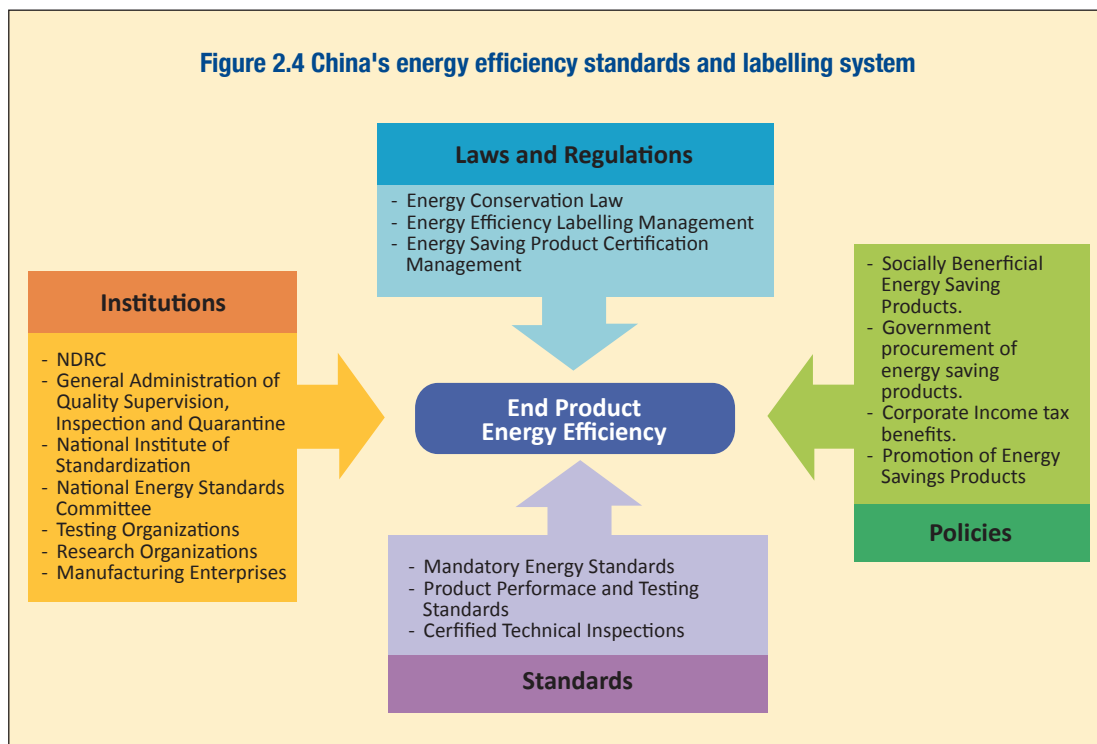 Figure 2.4 China's energy efficiency standards and labelling system
Laws and Regulations
- Energy Conservation Law
- Energy Efficiency Labelling Management
- Energy Saving Product Certification
Management
Institutions
- NDRC
- General Administration of
Quality Supervision,
Inspection and Quarantine
- National Institute of
Standardization
- National Energy Standards
Committee
- Testing Organizations
- Research Organizations
- Manufacturing Enterprises
End Product
Energy Efficiency
- Socially Benerficial
Energy Saving
Products.
- Government
procurement of
energy saving
products.
- Corporate Income tax
benefits.
- Promotion of Energy
Savings Products
Policies
- Mandatory Energy Standards
- Product Performace and Testing
Standards
- Cerfified Technical Inspections
Standards